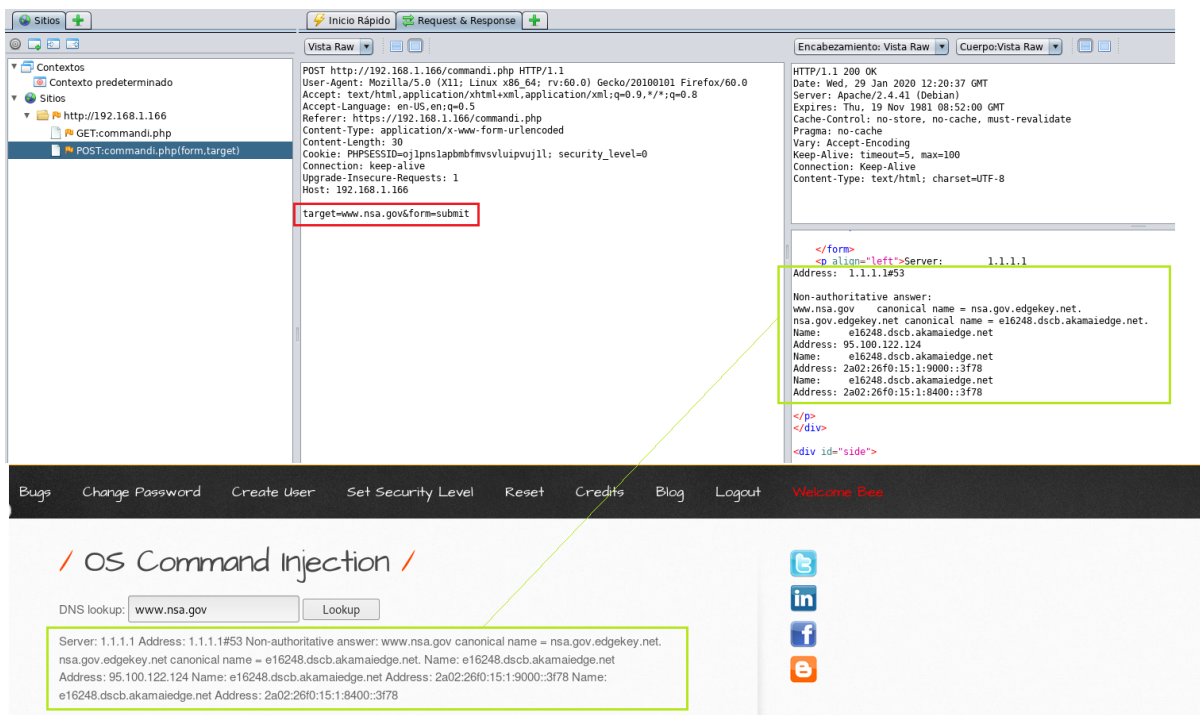 Sitios
Inicio Rápido
Request & Response
Vista Raw
Encabezamiento: Vista Raw
Cuerpo:Vista Raw
Contextos
Contexto predeterminado
Sitios
http://192.168.1.166
GET:commandi.php
POST:commandi.php(form,target)
POST http://192.168.1.166/commandi.php HTTP/1.1
User-Agent: Mozilla/5.0 (X11; Linux x86_64; rv:60.0) Gecko/20100101 Firefox/60.0
Accept: text/html,application/xhtml+xml,application/xml;q=0.9,*/*;q=0.8
Accept-Language: en-US,en;q=0.5
Referer: https://192.168.1.166/commandi.php
Content-Type: application/x-www-form-urlencoded
Content-Length: 30
Cookie: PHPSESSID=oj1pns1apbmbfmvsvluipvuj1l; security_level=0
Connection: keep-alive
Upgrade-Insecure-Requests: 1
Host: 192.168.1.166
target=www.nsa.gov&form=submit
HTTP/1.1 200 OK
Date: Wed, 29 Jan 2020 12:20:37 GMT
Server: Apache/2.4.41 (Debian)
Expires: Thu, 19 Nov 1981 08:52:00 GMT
Cache-Control: no-store, no-cache, must-revalidate
Pragma: no-cache
Vary: Accept-Encoding
Keep-Alive: timeout=5, max=100
Connection: Keep-Alive
Content-Type: text/html; charset=UTF-8
</form>
<p align="left">Server: 1.1.1.1
Address: 1.1.1.1#53
Non-authoritative answer:
www.nsa.gov canonical name = nsa.gov.edgekey.net.
nsa.gov.edgekey.net canonical name = e16248.dscb.akamaiedge.net.
Name: e16248.dscb.akamaiedge.net
Address: 95.100.122.124
Name: e16248.dscb.akamaiedge.net
Address: 2a02:26f0:15:1:9000::3f78
Name: e16248.dscb.akamaiedge.net
Address: 2a02:26f0:15:1:8400::3f78
</p>
</div>
<div id="side">
Bugs Change Password Create User Set Security Level Reset Credits Blog Logout Welcome Bee
/ OS Command Injection /
DNS lookup: www.nsa.gov Lookup
Server: 1.1.1.1 Address: 1.1.1.1#53 Non-authoritative answer: www.nsa.gov canonical name = nsa.gov.edgekey.net.
nsa.gov.edgekey.net canonical name = e16248.dscb.akamaiedge.net. Name: e16248.dscb.akamaiedge.net
Address: 95.100.122.124 Name: e16248.dscb.akamaiedge.net Address: 2a02:26f0:15:1:9000::3f78 Name:
e16248.dscb.akamaiedge.net Address: 2a02:26f0:15:1:8400::3f78